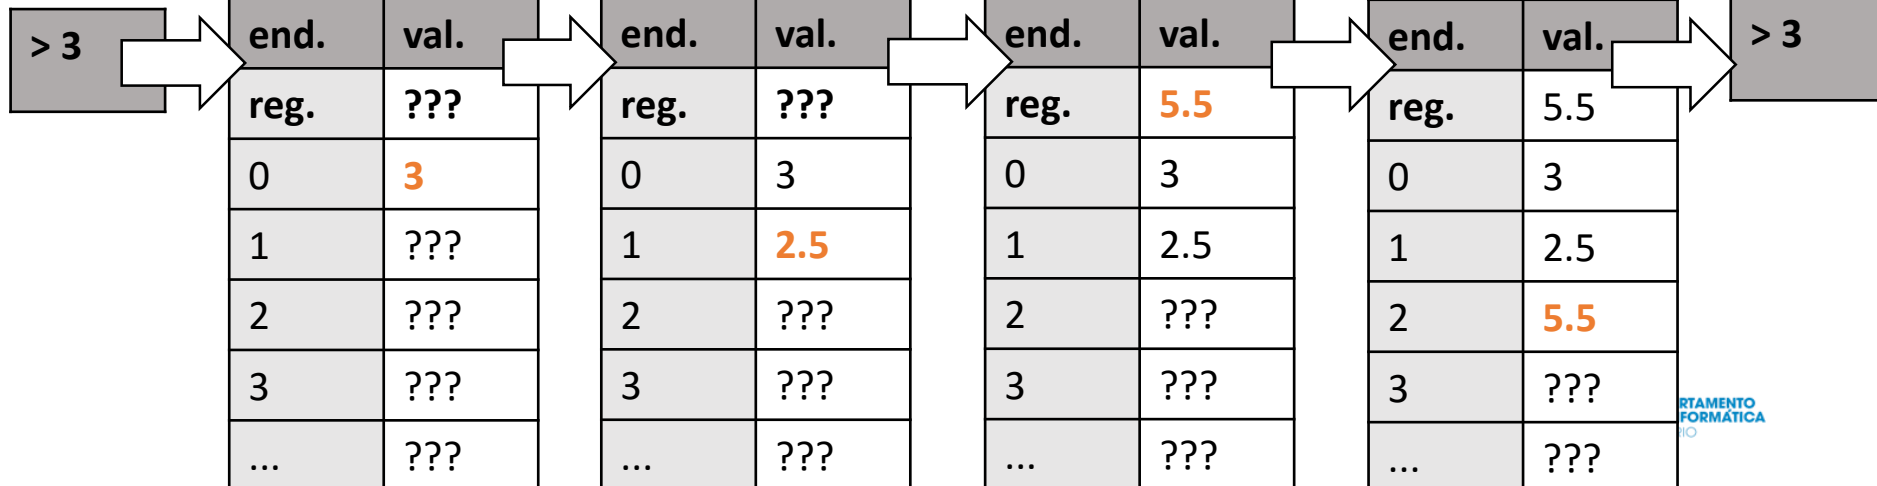 > 3
end. val.
reg. ???
0 3
1 ???
2 ???
3 ???
... ???
end. val.
reg. ???
0 3
1 2.5
2 ???
3 ???
... ???
end. val.
reg. 5.5
0 3
1 2.5
2 ???
3 ???
... ???
end. val.
reg. 5.5
0 3
1 2.5
2 5.5
3 ???
... ???
> 3
RTAMENTO
FORMÁTICA